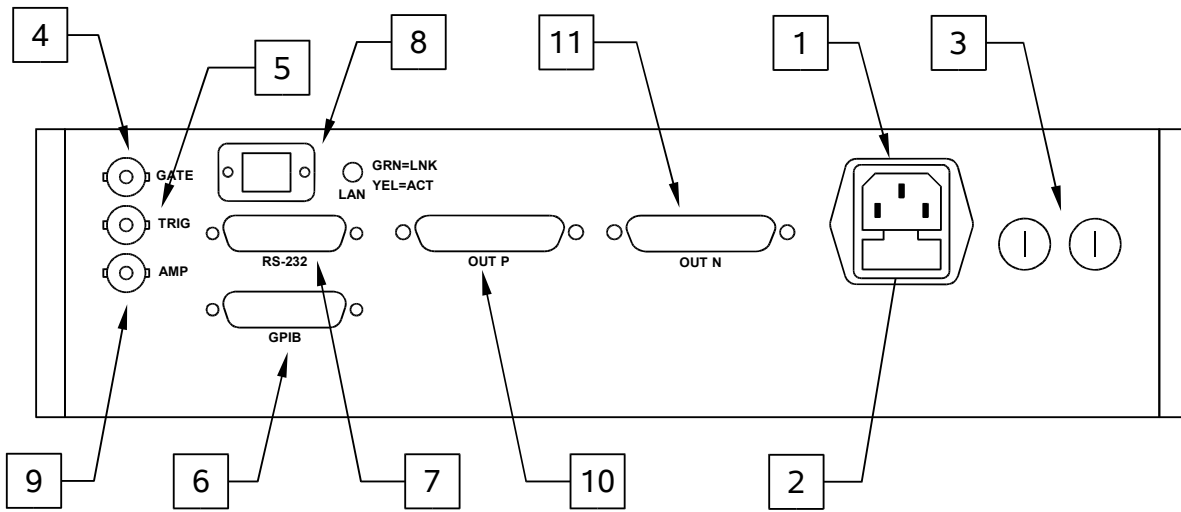 4
5
8
11
1
3
GATE
GRN=LNK
LAN
YEL=ACT
TRIG
RS-232
OUT P
OUT N
AMP
GPIB
9
6
7
10
2